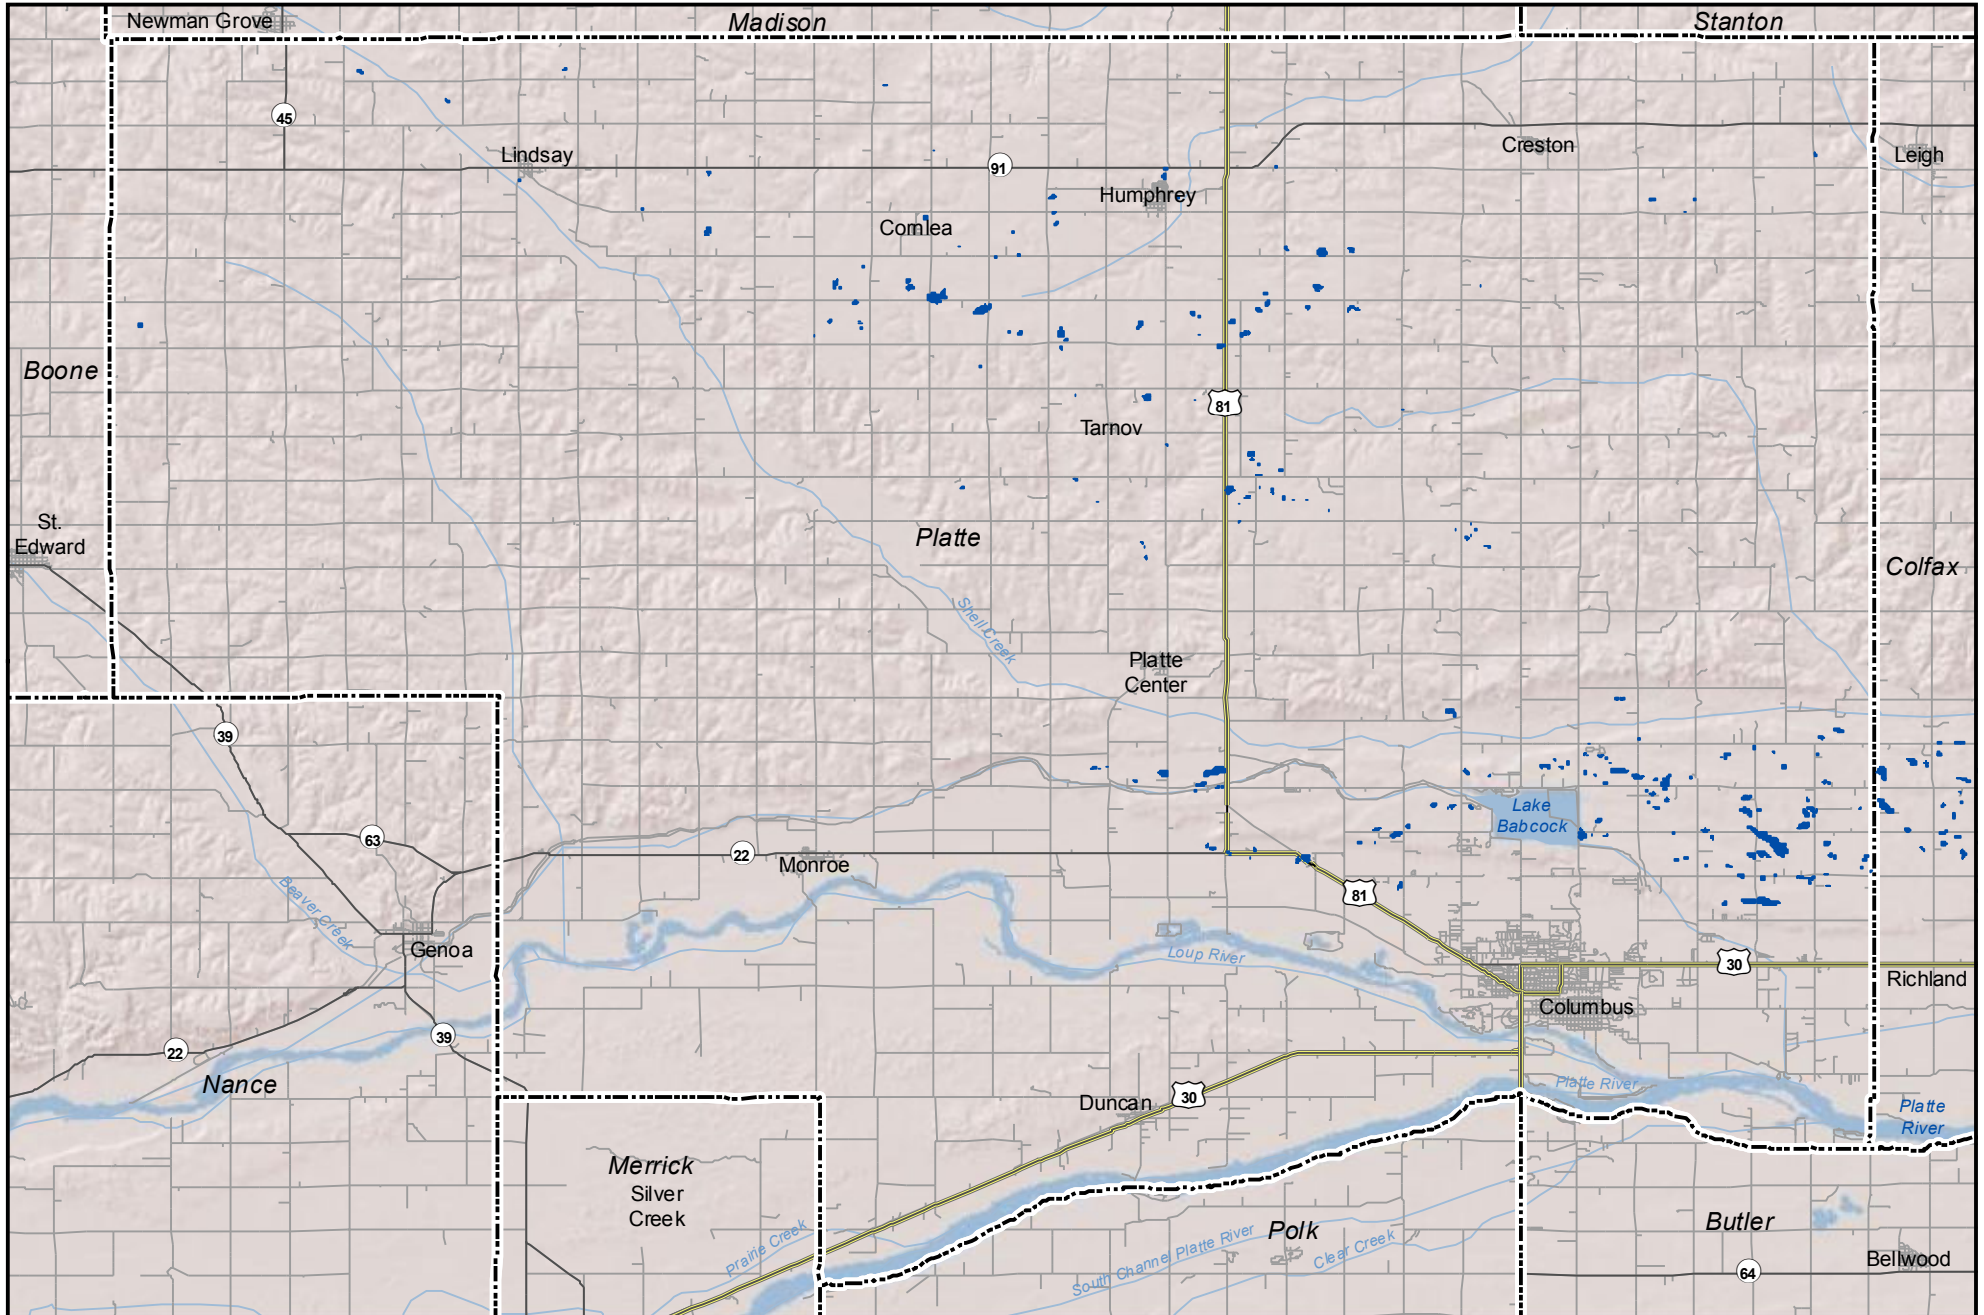 Newman Grove
Madison
Stanton
45
Lindsay
91
Creston
Leigh
Humphrey
Cornlea
Boone
81
Tarnov
St.
Edward
Platte
Colfax
Shell Creek
Platte
Center
39
Lake
Babcock
63
22
Monroe
81
Beaver Creek
Genoa
Loup River
30
Richland
Columbus
39
22
Nance
Platte River
Duncan
30
Platte
River
Merrick
Silver
Creek
Prairie Creek
South Channel Platte River
Polk
Clear Creek
Butler
Bellwood
64